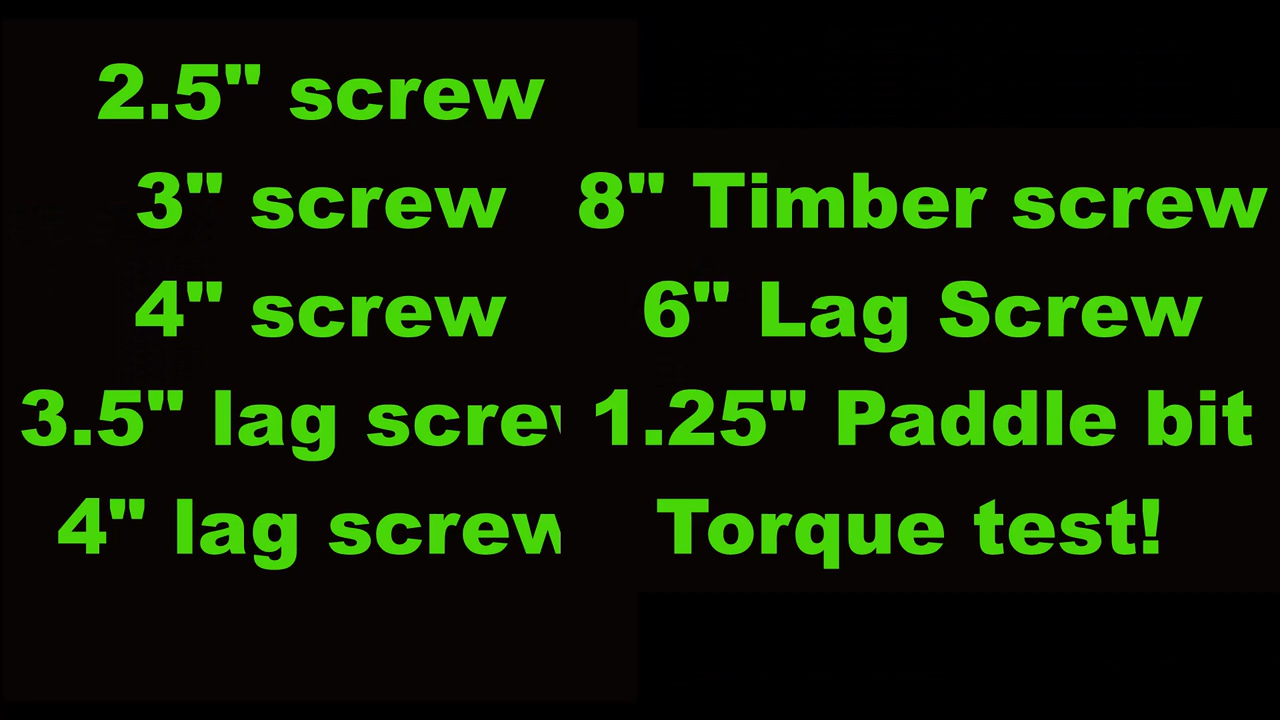 2.5" screw
3" screw
4" screw
3.5" lag screw
4" lag screw
8" Timber screw
6" Lag Screw
1.25" Paddle bit
Torque test!